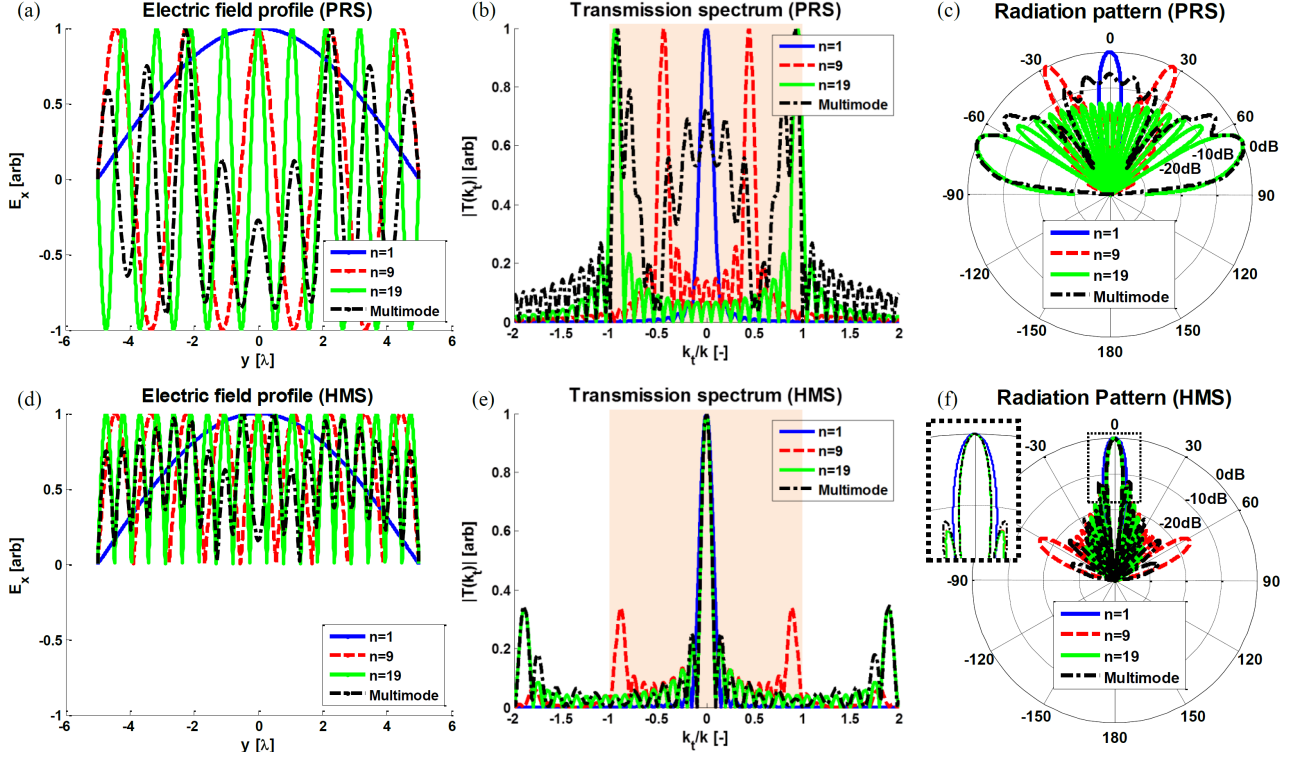 (a)
Electric field profile (PRS)
1
0.5
0
-0.5
-1
-6
-4
-2
0
2
4
6
E_x [arb]
y [λ]
n=1
n=9
n=19
Multimode
(b)
Transmission spectrum (PRS)
1
0.8
0.6
0.4
0.2
0
-2
-1.5
-1
-0.5
0
0.5
1
1.5
2
|T(k_t)| [arb]
k_t/k [-]
n=1
n=9
n=19
Multimode
(c)
Radiation pattern (PRS)
0
-30
30
-60
60
0dB
-10dB
-20dB
-90
90
-120
120
-150
150
180
n=1
n=9
n=19
Multimode
(d)
Electric field profile (HMS)
1
0.5
0
-0.5
-1
-6
-4
-2
0
2
4
6
E_x [arb]
y [λ]
n=1
n=9
n=19
Multimode
(e)
Transmission spectrum (HMS)
1
0.8
0.6
0.4
0.2
0
-2
-1.5
-1
-0.5
0
0.5
1
1.5
2
|T(k_t)| [arb]
k_t/k [-]
n=1
n=9
n=19
Multimode
(f)
Radiation Pattern (HMS)
0
-30
30
0dB
-10dB
60
-20dB
-90
90
-120
120
-150
150
180
n=1
n=9
n=19
Multimode